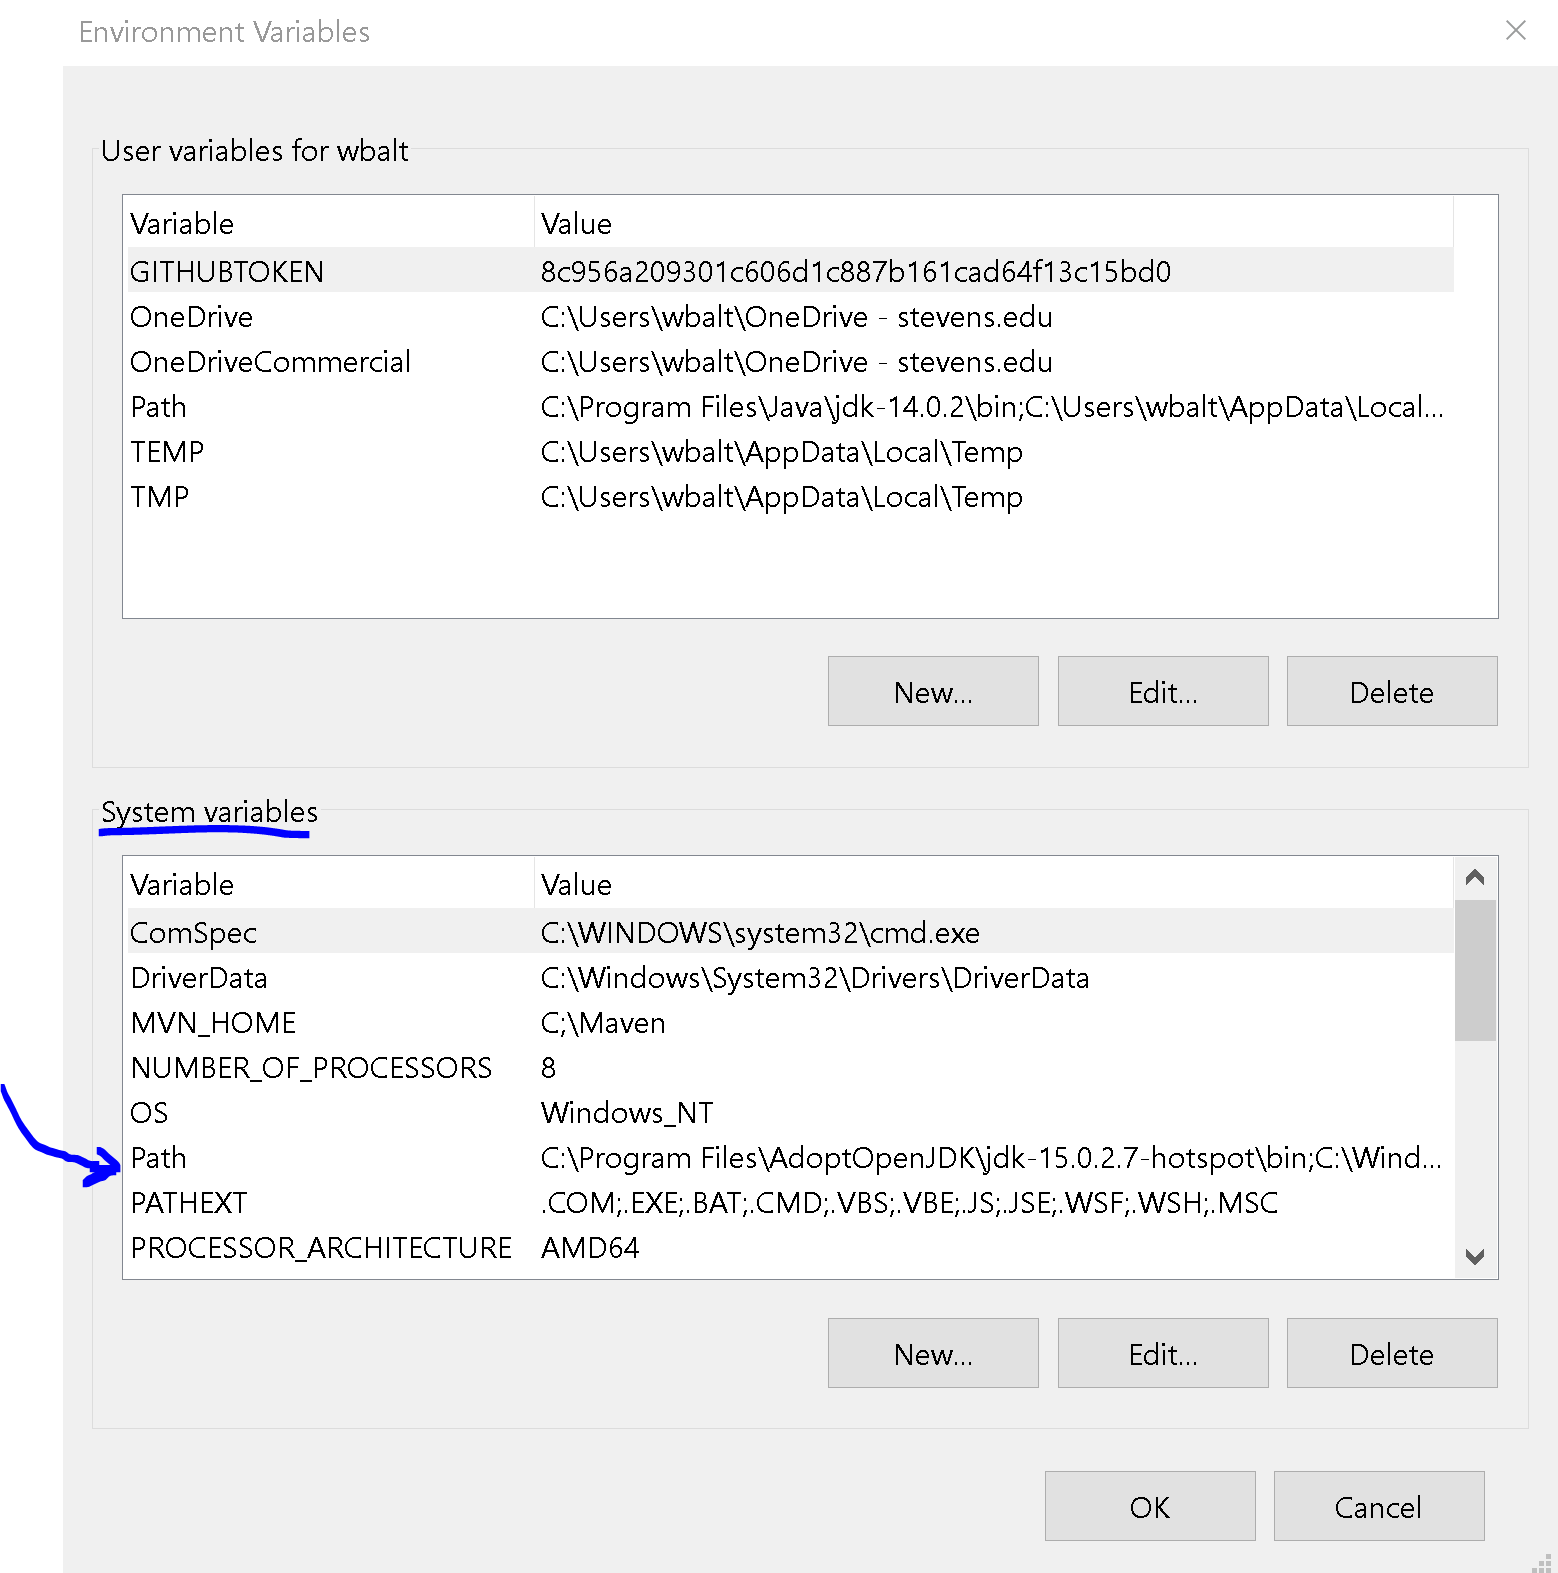 Environment Variables
User variables for wbalt
Variable Value
GITHUBTOKEN 8c956a209301c606d1c887b161cad64f13c15bd0
OneDrive C:\Users\wbalt\OneDrive - stevens.edu
OneDriveCommercial C:\Users\wbalt\OneDrive - stevens.edu
Path C:\Program Files\Java\jdk-14.0.2\bin;C:\Users\wbalt\AppData\Local...
TEMP C:\Users\wbalt\AppData\Local\Temp
TMP C:\Users\wbalt\AppData\Local\Temp
New... Edit... Delete
System variables
Variable Value
ComSpec C:\WINDOWS\system32\cmd.exe
DriverData C:\Windows\System32\Drivers\DriverData
MVN_HOME C;\Maven
NUMBER_OF_PROCESSORS 8
OS Windows_NT
Path C:\Program Files\AdoptOpenJDK\jdk-15.0.2.7-hotspot\bin;C:\Wind...
PATHEXT .COM;.EXE;.BAT;.CMD;.VBS;.VBE;.JS;.JSE;.WSF;.WSH;.MSC
PROCESSOR_ARCHITECTURE AMD64
New... Edit... Delete
OK Cancel